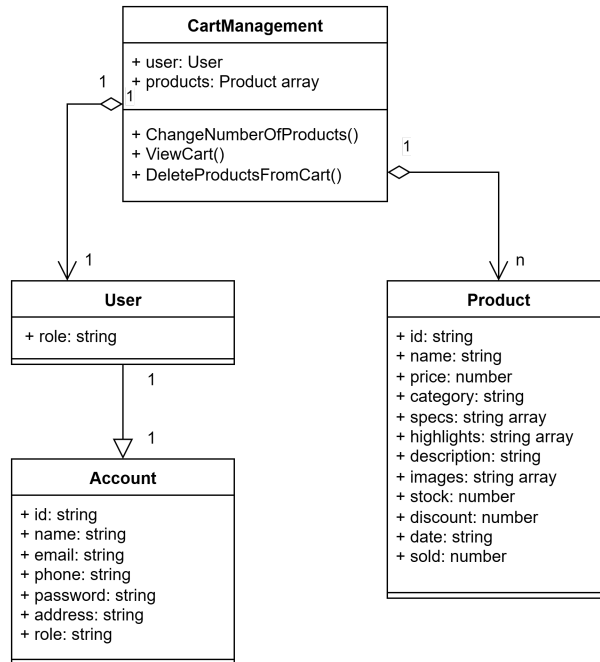 CartManagement
+ user: User
+ products: Product array
1
1
+ ChangeNumberOfProducts()
+ ViewCart()
+ DeleteProductsFromCart()
1
1
n
User
+ role: string
1
1
Account
+ id: string
+ name: string
+ email: string
+ phone: string
+ password: string
+ address: string
+ role: string
Product
+ id: string
+ name: string
+ price: number
+ category: string
+ specs: string array
+ highlights: string array
+ description: string
+ images: string array
+ stock: number
+ discount: number
+ date: string
+ sold: number